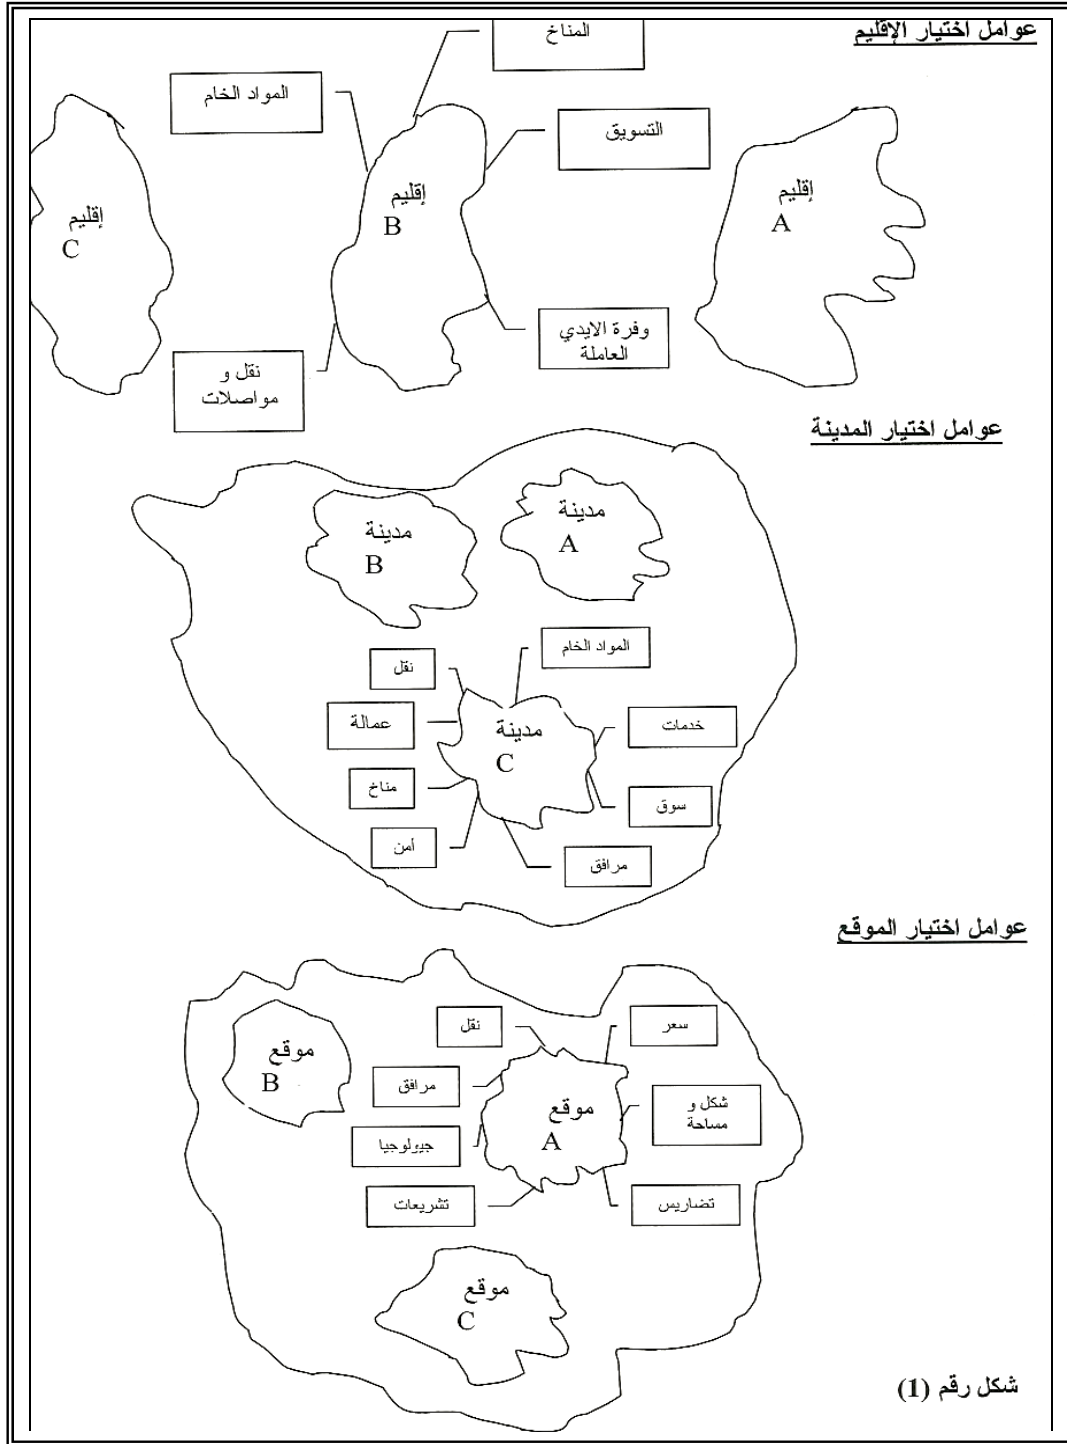 عوامل اختيار الإقليم
المناخ
المواد الخام
التسويق
إقليم
A
إقليم
B
إقليم
C
وفرة الايدي
العاملة
نقل و
مواصلات
عوامل اختيار المدينة
مدينة
A
مدينة
B
المواد الخام
نقل
خدمات
عمالة
مدينة
C
مناخ
سوق
أمن
مرافق
عوامل اختيار الموقع
سعر
نقل
موقع
B
مرافق
شكل و
مساحة
موقع
A
جيولوجيا
تضاريس
تشريعات
موقع
C
شكل رقم (1)